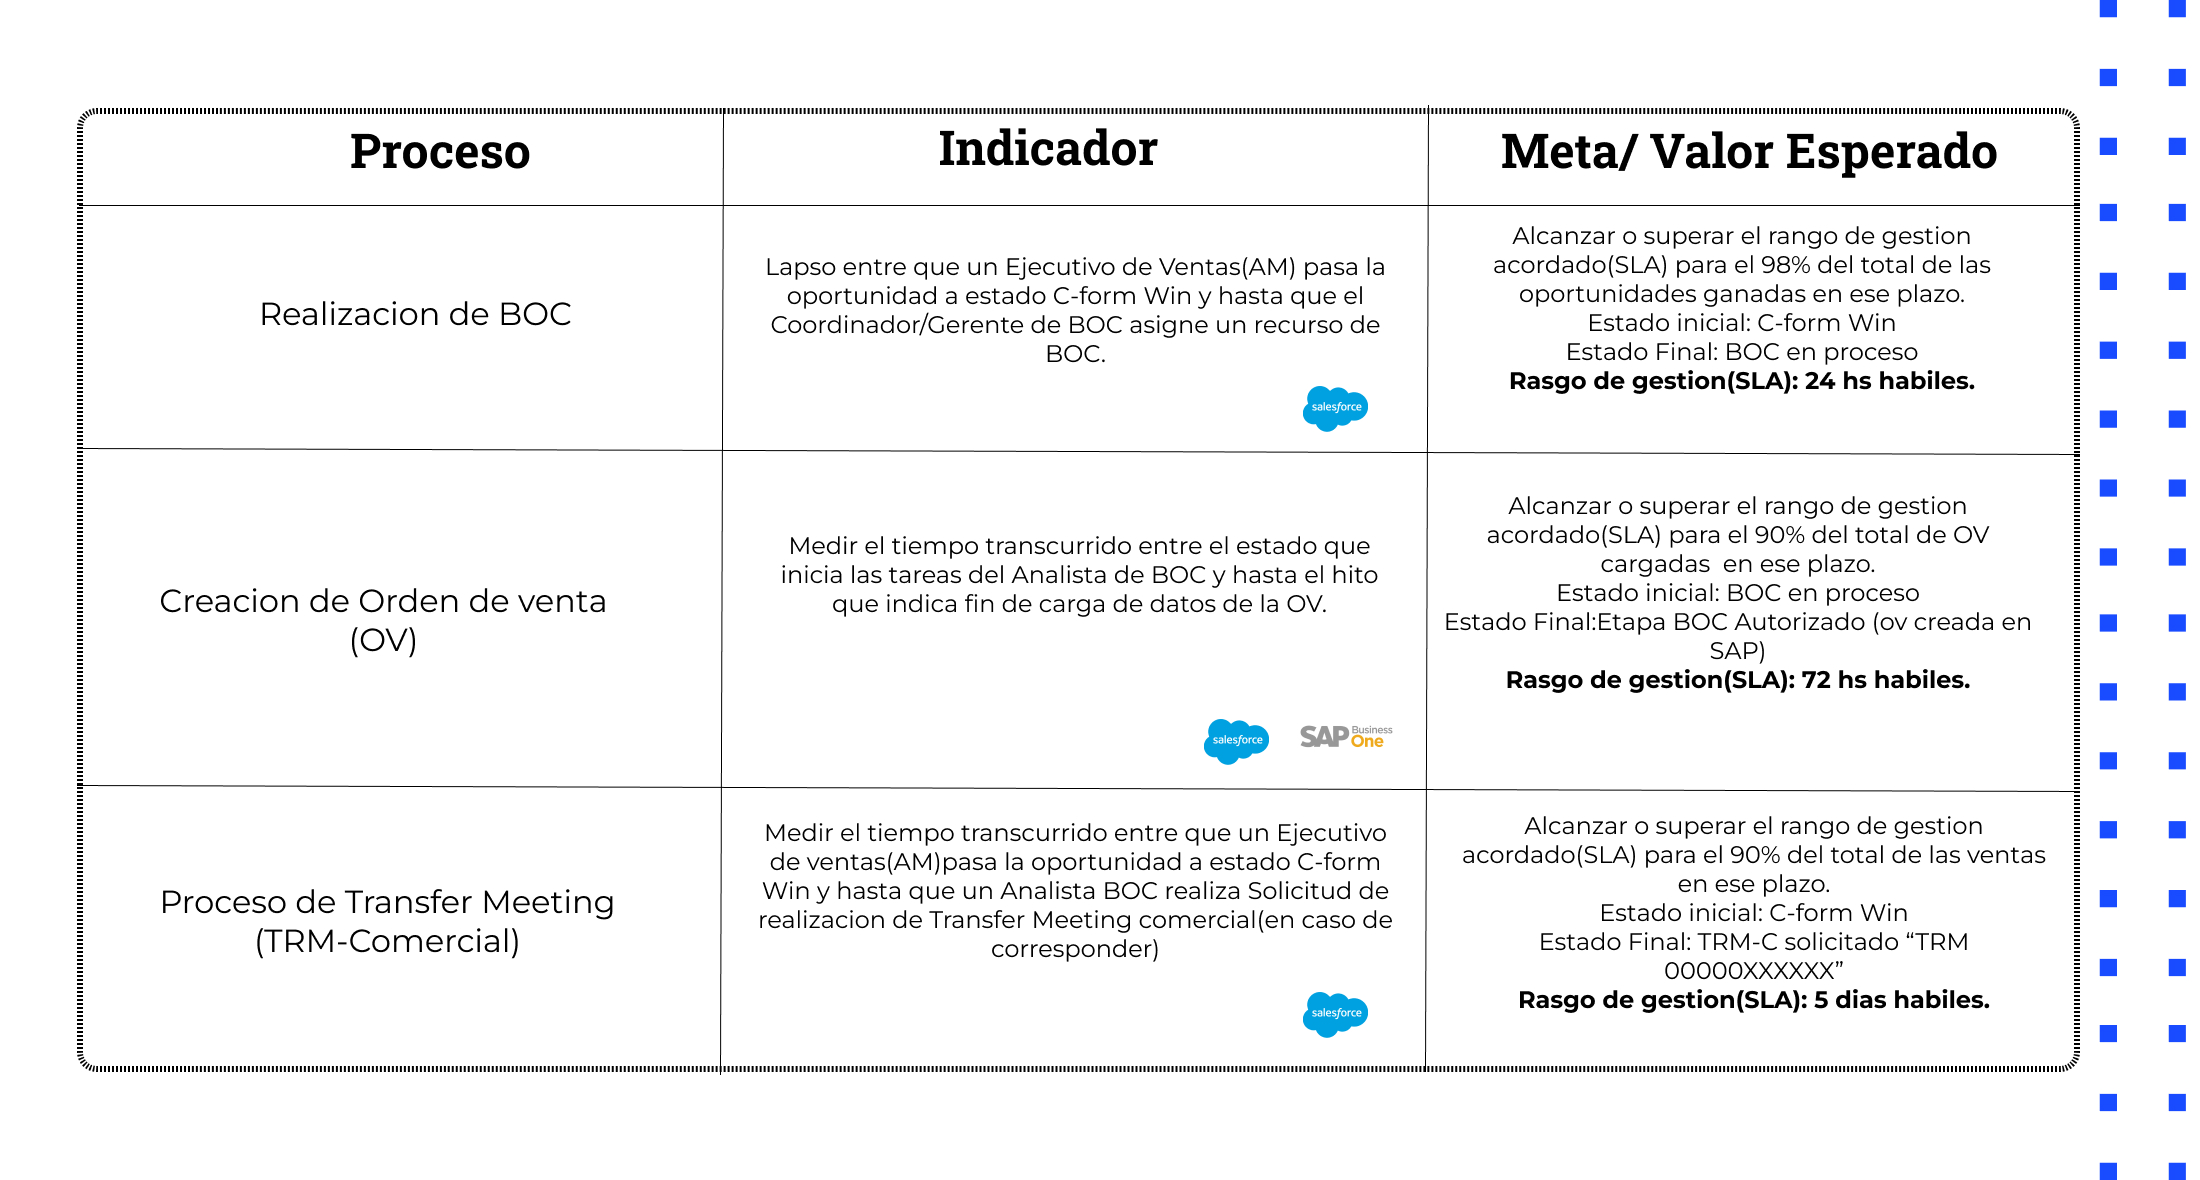 Proceso
Indicador
Meta/ Valor Esperado
Realizacion de BOC
Lapso entre que un Ejecutivo de Ventas(AM) pasa la
oportunidad a estado C-form Win y hasta que el
Coordinador/Gerente de BOC asigne un recurso de
BOC.
salesforce
Alcanzar o superar el rango de gestion
acordado(SLA) para el 98% del total de las
oportunidades ganadas en ese plazo.
Estado inicial: C-form Win
Estado Final: BOC en proceso
Rasgo de gestion(SLA): 24 hs habiles.
Creacion de Orden de venta
(OV)
Medir el tiempo transcurrido entre el estado que
inicia las tareas del Analista de BOC y hasta el hito
que indica fin de carga de datos de la OV.
salesforce
SAP Business One
Alcanzar o superar el rango de gestion
acordado(SLA) para el 90% del total de OV
cargadas  en ese plazo.
Estado inicial: BOC en proceso
Estado Final:Etapa BOC Autorizado (ov creada en
SAP)
Rasgo de gestion(SLA): 72 hs habiles.
Proceso de Transfer Meeting
(TRM-Comercial)
Medir el tiempo transcurrido entre que un Ejecutivo
de ventas(AM)pasa la oportunidad a estado C-form
Win y hasta que un Analista BOC realiza Solicitud de
realizacion de Transfer Meeting comercial(en caso de
corresponder)
salesforce
Alcanzar o superar el rango de gestion
acordado(SLA) para el 90% del total de las ventas
en ese plazo.
Estado inicial: C-form Win
Estado Final: TRM-C solicitado “TRM
00000XXXXXX”
Rasgo de gestion(SLA): 5 dias habiles.